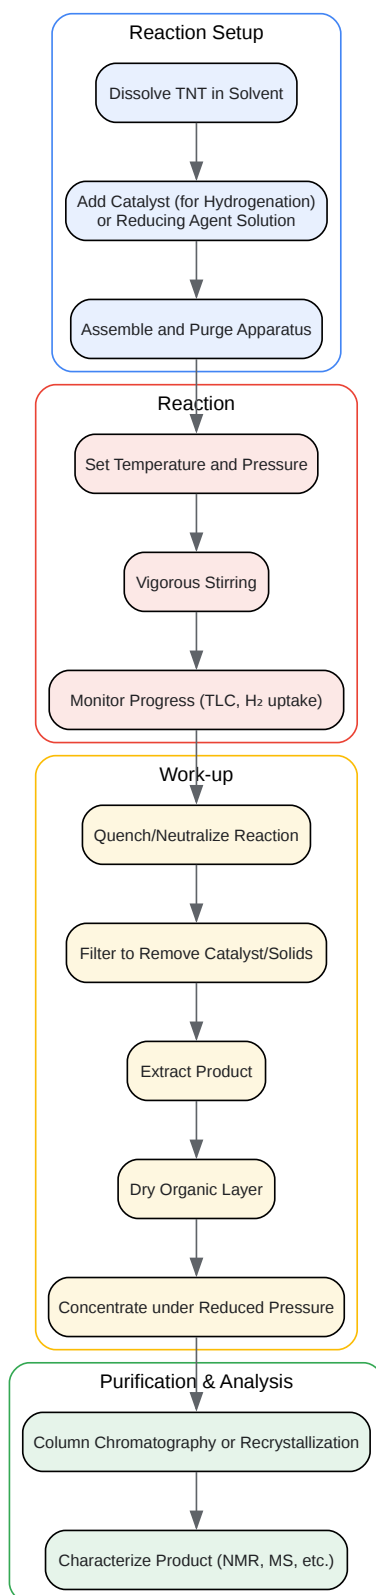 Reaction Setup
Dissolve TNT in Solvent
Add Catalyst (for Hydrogenation)
or Reducing Agent Solution
Assemble and Purge Apparatus
Reaction
Set Temperature and Pressure
Vigorous Stirring
Monitor Progress (TLC, H₂ uptake)
Work-up
Quench/Neutralize Reaction
Filter to Remove Catalyst/Solids
Extract Product
Dry Organic Layer
Concentrate under Reduced Pressure
Purification & Analysis
Column Chromatography or Recrystallization
Characterize Product (NMR, MS, etc.)